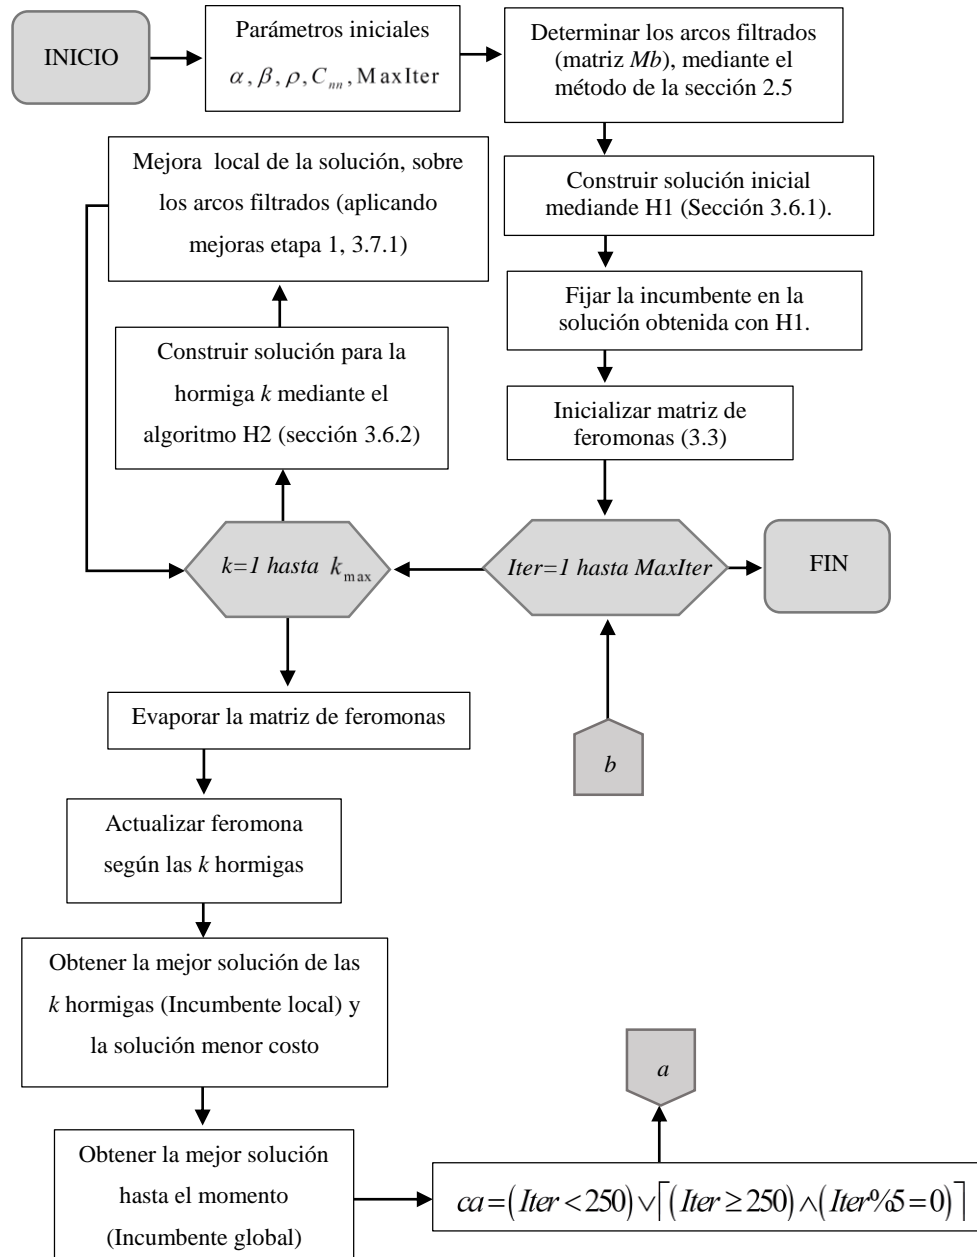 INICIO
Parámetros iniciales
α, β, ρ, C_nn, MaxIter
Determinar los arcos filtrados
(matriz Mb), mediante el
método de la sección 2.5
Construir solución inicial
mediande H1 (Sección 3.6.1).
Fijar la incumbente en la
solución obtenida con H1.
Inicializar matriz de
feromonas (3.3)
Iter=1 hasta MaxIter
FIN
k=1 hasta k_max
Construir solución para la
hormiga k mediante el
algoritmo H2 (sección 3.6.2)
Mejora local de la solución, sobre
los arcos filtrados (aplicando
mejoras etapa 1, 3.7.1)
Evaporar la matriz de feromonas
Actualizar feromona
según las k hormigas
Obtener la mejor solución de las
k hormigas (Incumbente local) y
la solución menor costo
Obtener la mejor solución
hasta el momento
(Incumbente global)
ca=(Iter<250)∨⌈(Iter≥250)∧(Iter%5=0)⌉
a
b